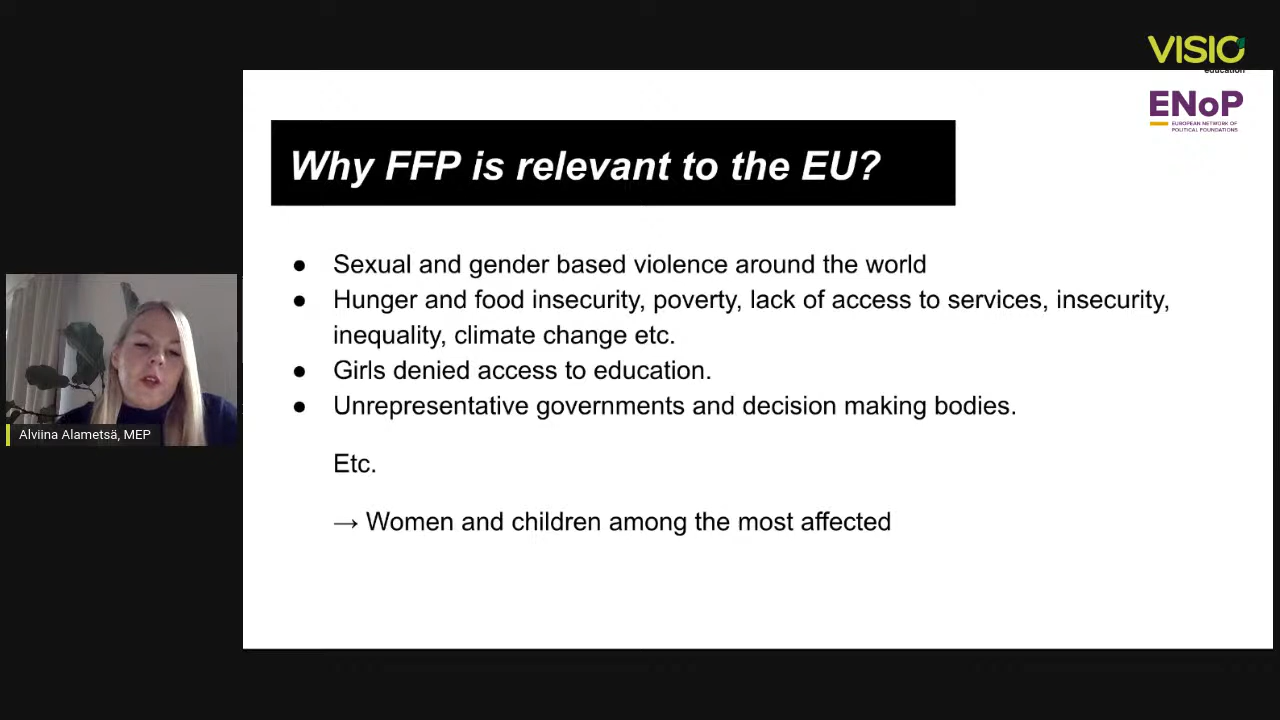 VISIO
education
ENoP
EUROPEAN NETWORK OF
POLITICAL FOUNDATIONS
Why FFP is relevant to the EU?
● Sexual and gender based violence around the world
● Hunger and food insecurity, poverty, lack of access to services, insecurity,
inequality, climate change etc.
● Girls denied access to education.
● Unrepresentative governments and decision making bodies.
Etc.
→ Women and children among the most affected
Alviina Alametsä, MEP